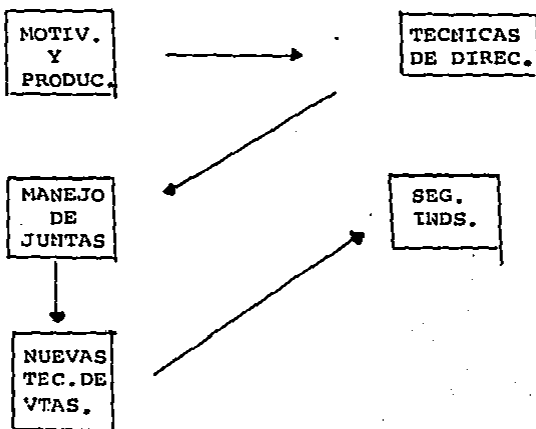 MOTIV.
Y
PRODUC.
TECNICAS
DE DIREC.
MANEJO
DE
JUNTAS
SEG.
INDS.
NUEVAS
TEC.DE
VTAS.